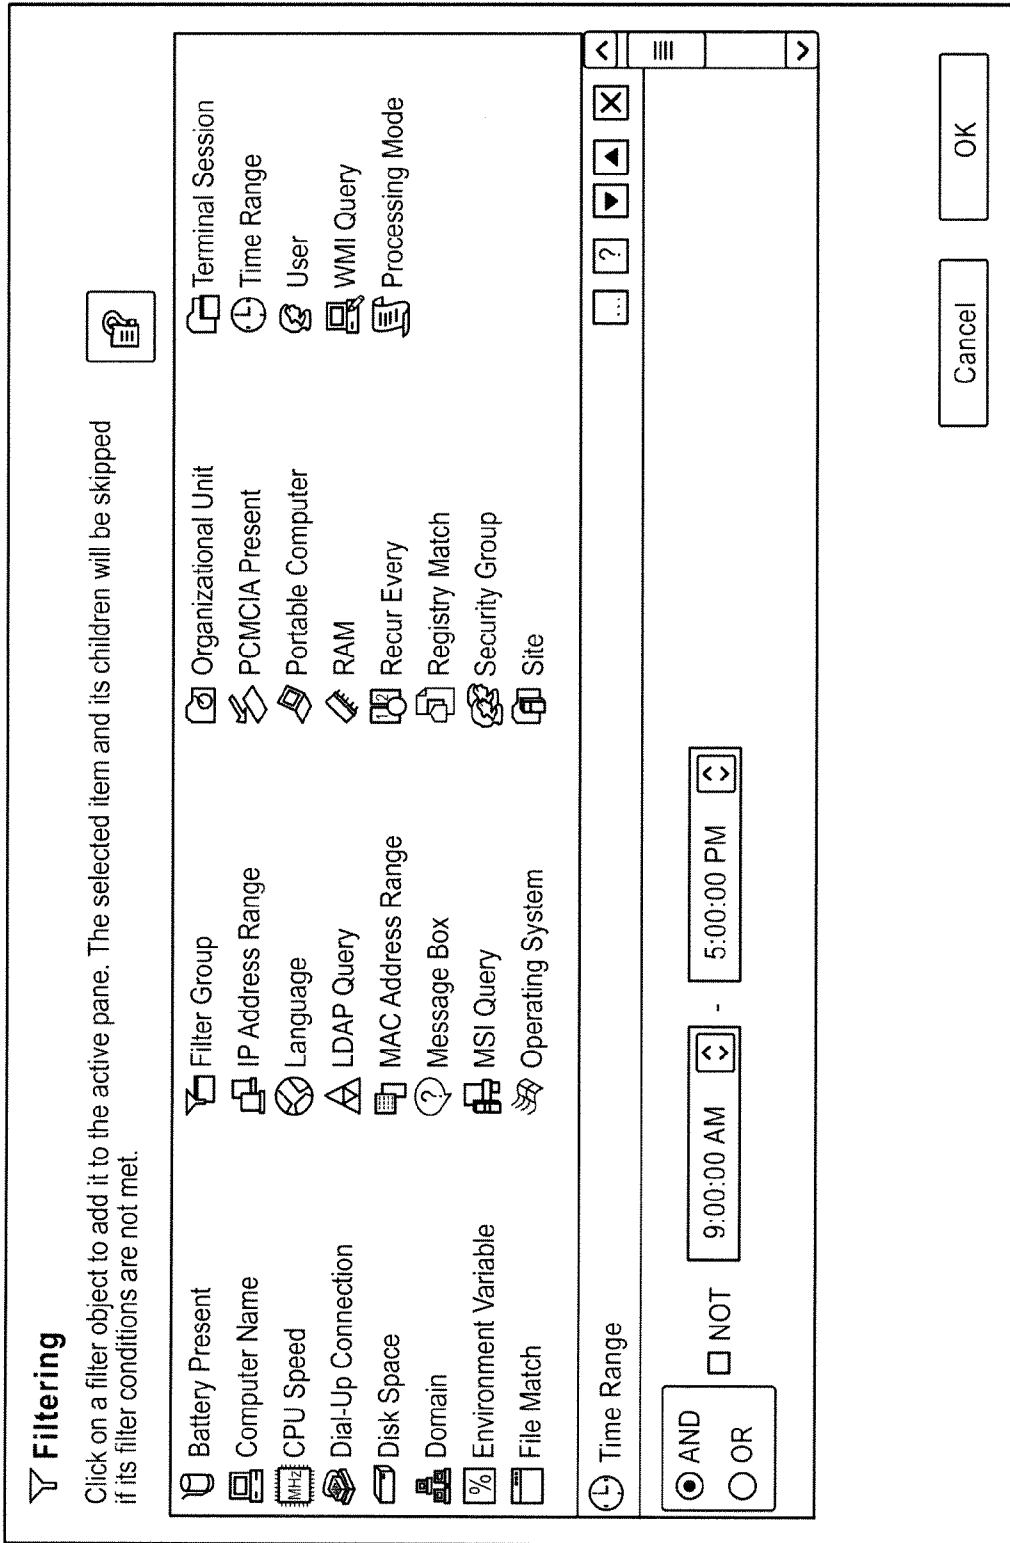 Filtering
Click on a filter object to add it to the active pane. The selected item and its children will be skipped
if its filter conditions are not met.
Battery Present
Computer Name
MHz
CPU Speed
Dial-Up Connection
Disk Space
Domain
%
Environment Variable
File Match
Filter Group
IP Address Range
Language
LDAP Query
MAC Address Range
?
Message Box
MSI Query
Operating System
Organizational Unit
PCMCIA Present
Portable Computer
RAM
1 2
Recur Every
Registry Match
Security Group
Site
Terminal Session
Time Range
User
WMI Query
Processing Mode
Time Range
... ?
AND
OR
NOT
9:00:00 AM - 5:00:00 PM
Cancel
OK